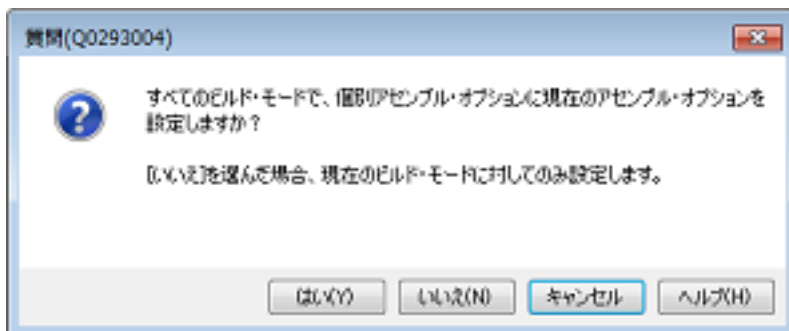 質問(Q0293004)
すべてのビルド・モードで、個別アセンブル・オプションに現在のアセンブル・オプションを
設定しますか？
[いいえ]を選んだ場合、現在のビルド・モードに対してのみ設定します。
はい(Y)
いいえ(N)
キャンセル
ヘルプ(H)